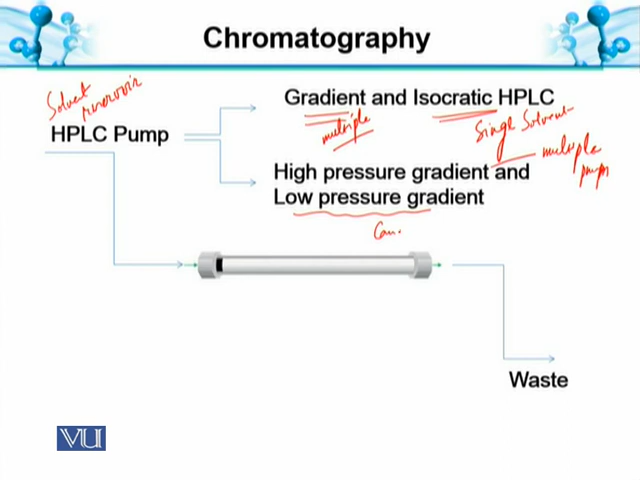 Chromatography
Solvent
reservoir
HPLC Pump
Gradient and Isocratic HPLC
multiple
Single Solvent
High pressure gradient and
multiple
pumps
Low pressure gradient
Waste
VU